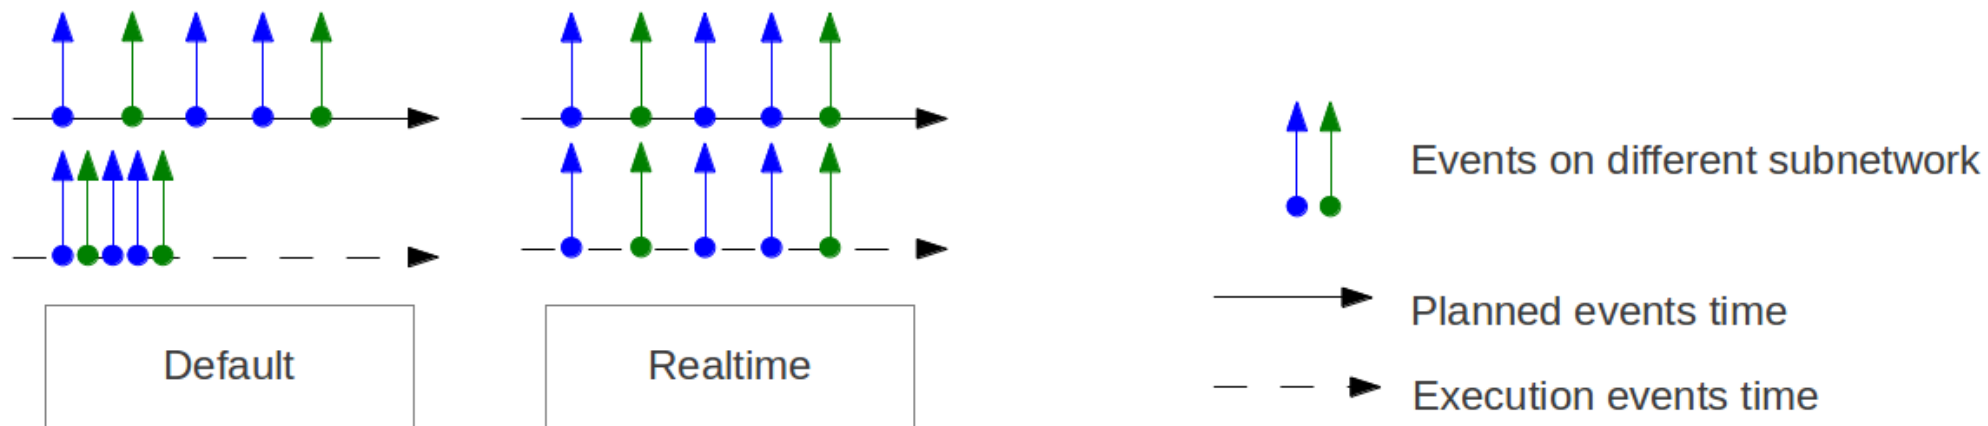 Events on different subnetwork
Planned events time
Default
Realtime
Execution events time